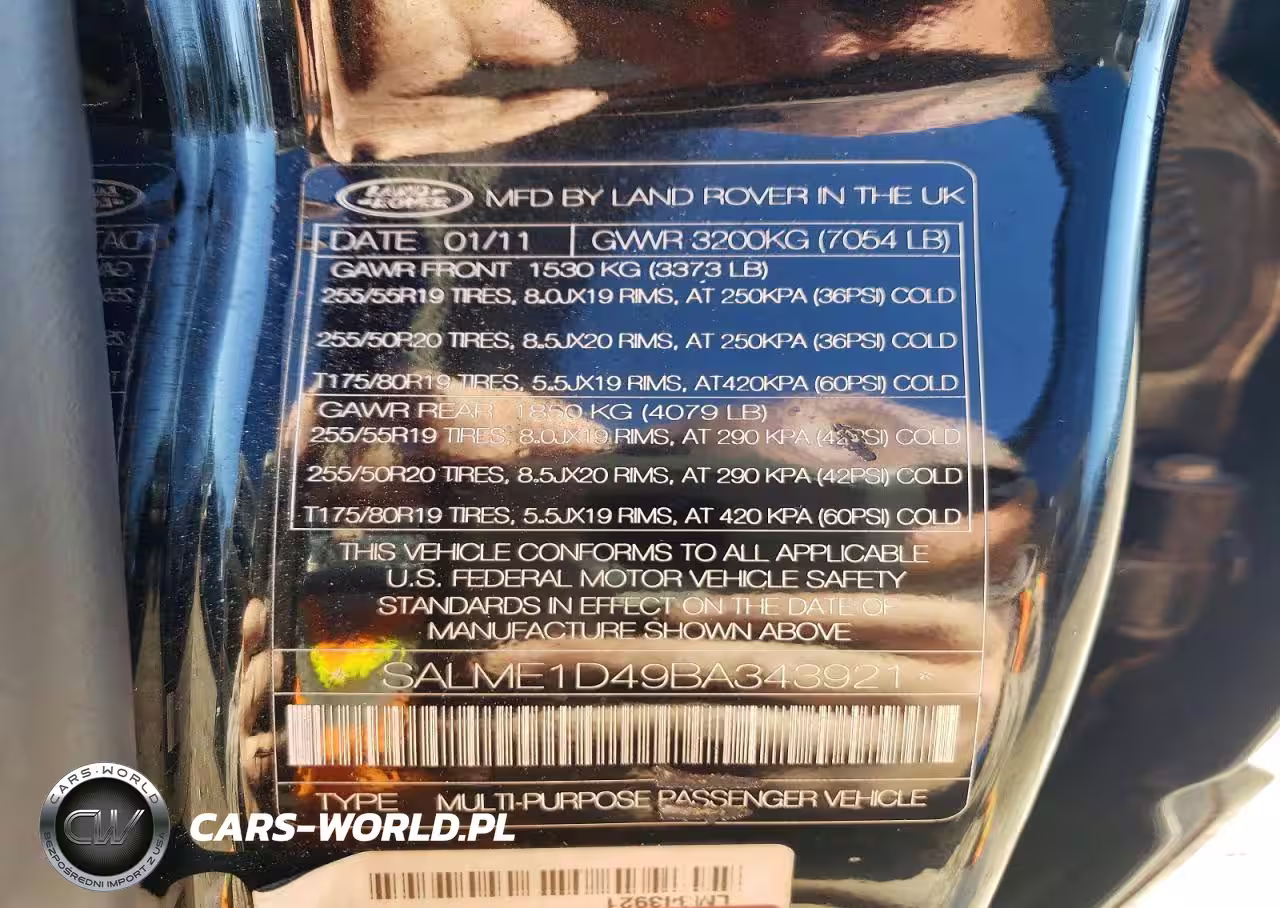 LAND ROVER MFD BY LAND ROVER IN THE UK
DATE 01/11 GVWR 3200KG (7054 LB)
GAWR FRONT 1530 KG (3373 LB)
255/55R19 TIRES, 8.0JX19 RIMS, AT 250KPA (36PSI) COLD
255/50R20 TIRES, 8.5JX20 RIMS, AT 250KPA (36PSI) COLD
T175/80R19 TIRES, 5.5JX19 RIMS, AT420KPA (60PSI) COLD
GAWR REAR 1850 KG (4079 LB)
255/55R19 TIRES, 8.0JX19 RIMS, AT 290 KPA (42PSI) COLD
255/50R20 TIRES, 8.5JX20 RIMS, AT 290 KPA (42PSI) COLD
T175/80R19 TIRES, 5.5JX19 RIMS, AT 420 KPA (60PSI) COLD
THIS VEHICLE CONFORMS TO ALL APPLICABLE
U.S. FEDERAL MOTOR VEHICLE SAFETY
STANDARDS IN EFFECT ON THE DATE OF
MANUFACTURE SHOWN ABOVE
* SALME1D49BA343921 *
TYPE MULTI-PURPOSE PASSENGER VEHICLE
CARS-WORLD
CW
BEZPOŚREDNI IMPORT Z USA
CARS-WORLD.PL